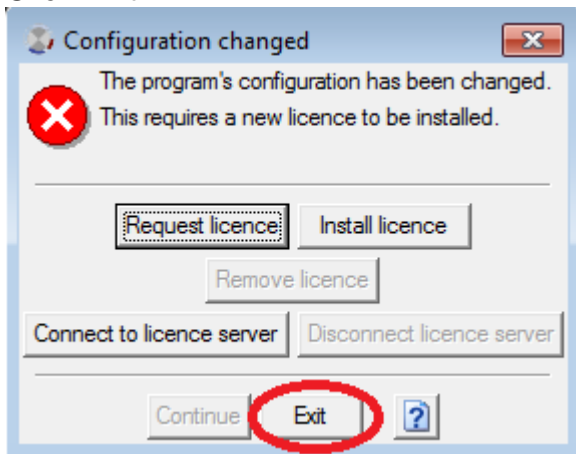 Configuration changed
The program's configuration has been changed.
This requires a new licence to be installed.
Request licence Install licence
Remove licence
Connect to licence server Disconnect licence server
Continue Exit ?